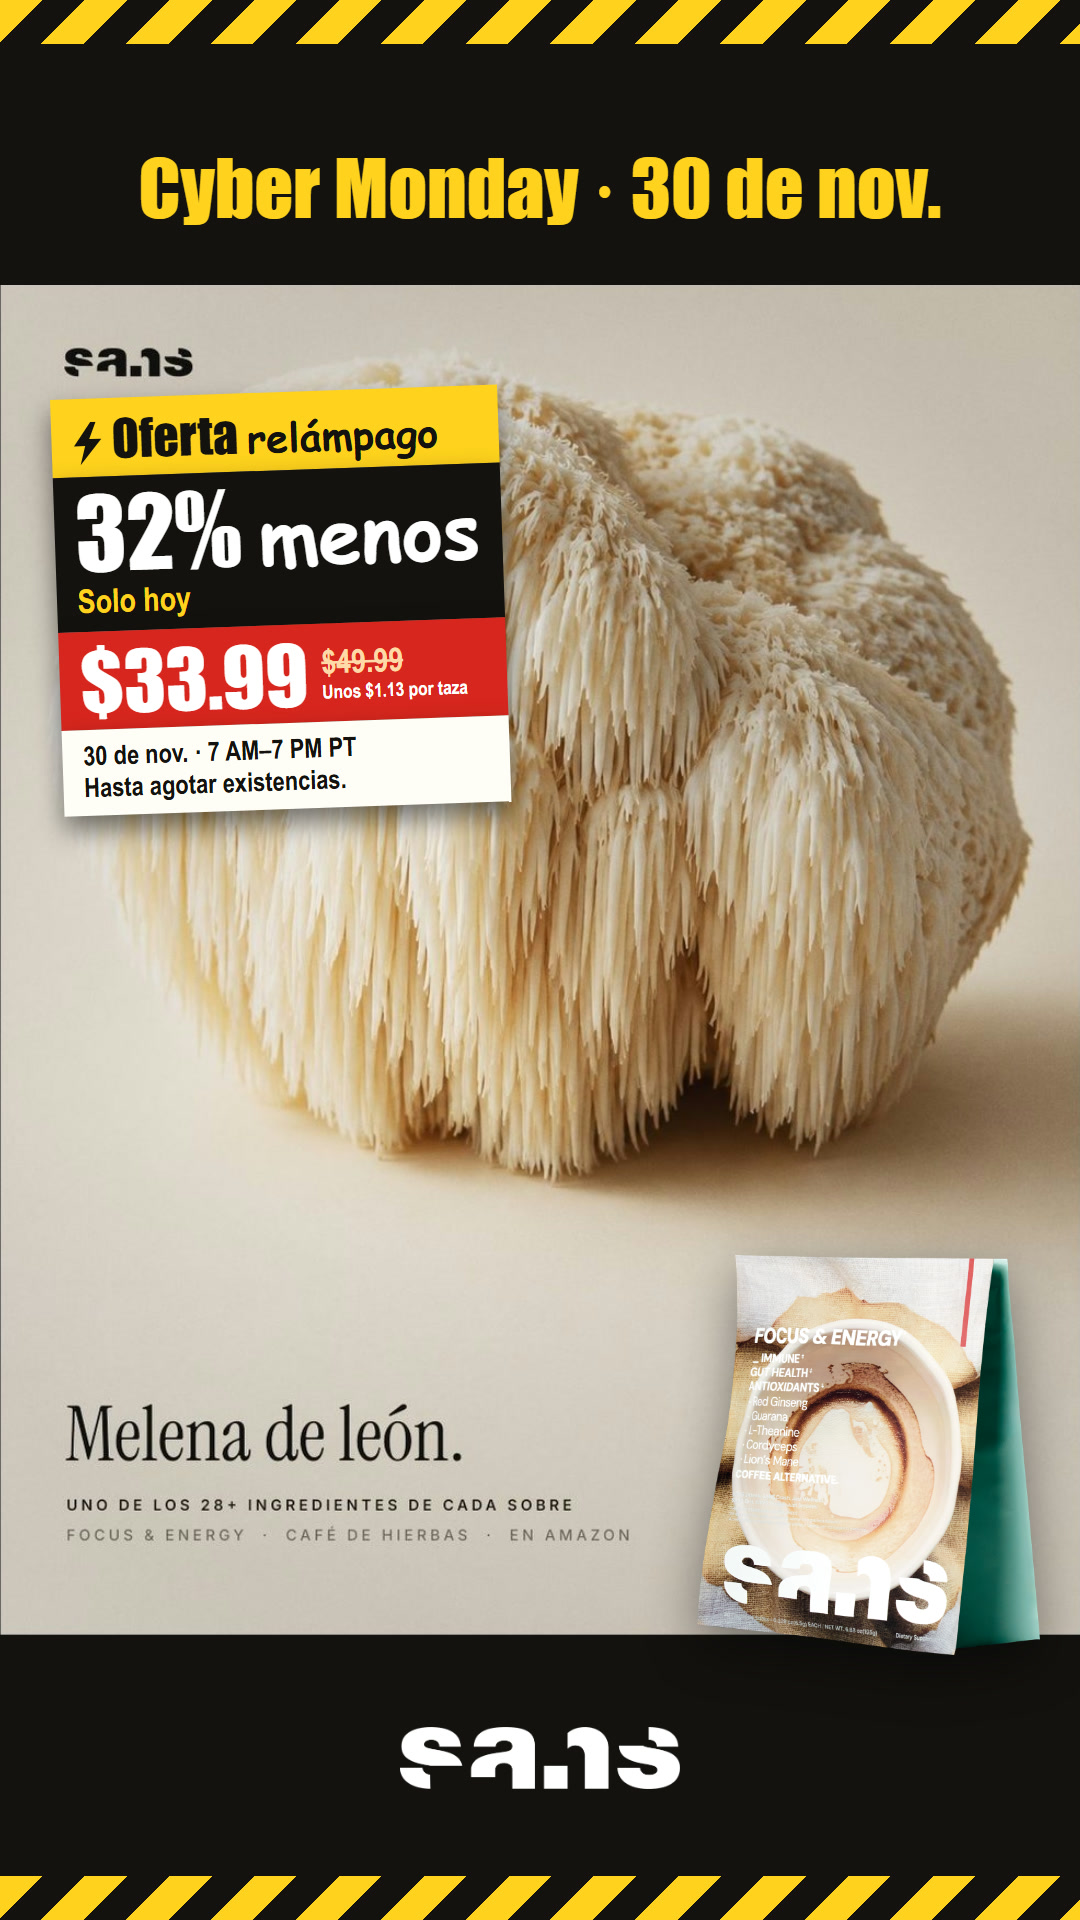 Cyber Monday · 30 de nov.
sans
Oferta relámpago
32% menos
Solo hoy
$33.99 $49.99
Unos $1.13 por taza
30 de nov. · 7 AM–7 PM PT
Hasta agotar existencias.
FOCUS & ENERGY
_ IMMUNE†
GUT HEALTH†
ANTIOXIDANTS†
Red Ginseng
Guarana
L-Theanine
Cordyceps
Lion's Mane
COFFEE ALTERNATIVE.
sans
Melena de león.
UNO DE LOS 28+ INGREDIENTES DE CADA SOBRE
FOCUS & ENERGY · CAFÉ DE HIERBAS · EN AMAZON
sans